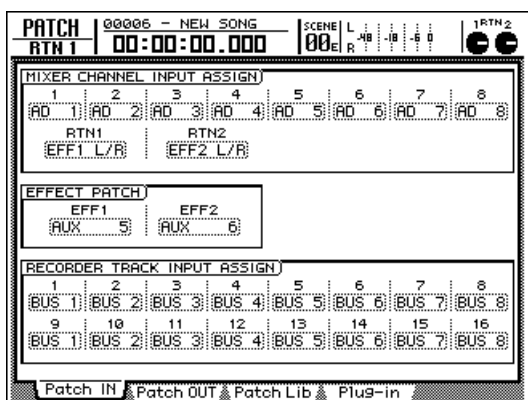 PATCH
RTN 1
00006 - NEW SONG
00:00:00.000
SCENE
00E
L -48 -18 -6 0
R
1 RTN 2
MIXER CHANNEL INPUT ASSIGN
1 2 3 4 5 6 7 8
AD 1 AD 2 AD 3 AD 4 AD 5 AD 6 AD 7 AD 8
RTN1 RTN2
EFF1 L/R EFF2 L/R
EFFECT PATCH
EFF1 EFF2
AUX 5 AUX 6
RECORDER TRACK INPUT ASSIGN
1 2 3 4 5 6 7 8
BUS 1 BUS 2 BUS 3 BUS 4 BUS 5 BUS 6 BUS 7 BUS 8
9 10 11 12 13 14 15 16
BUS 1 BUS 2 BUS 3 BUS 4 BUS 5 BUS 6 BUS 7 BUS 8
Patch IN Patch OUT Patch Lib Plug-in